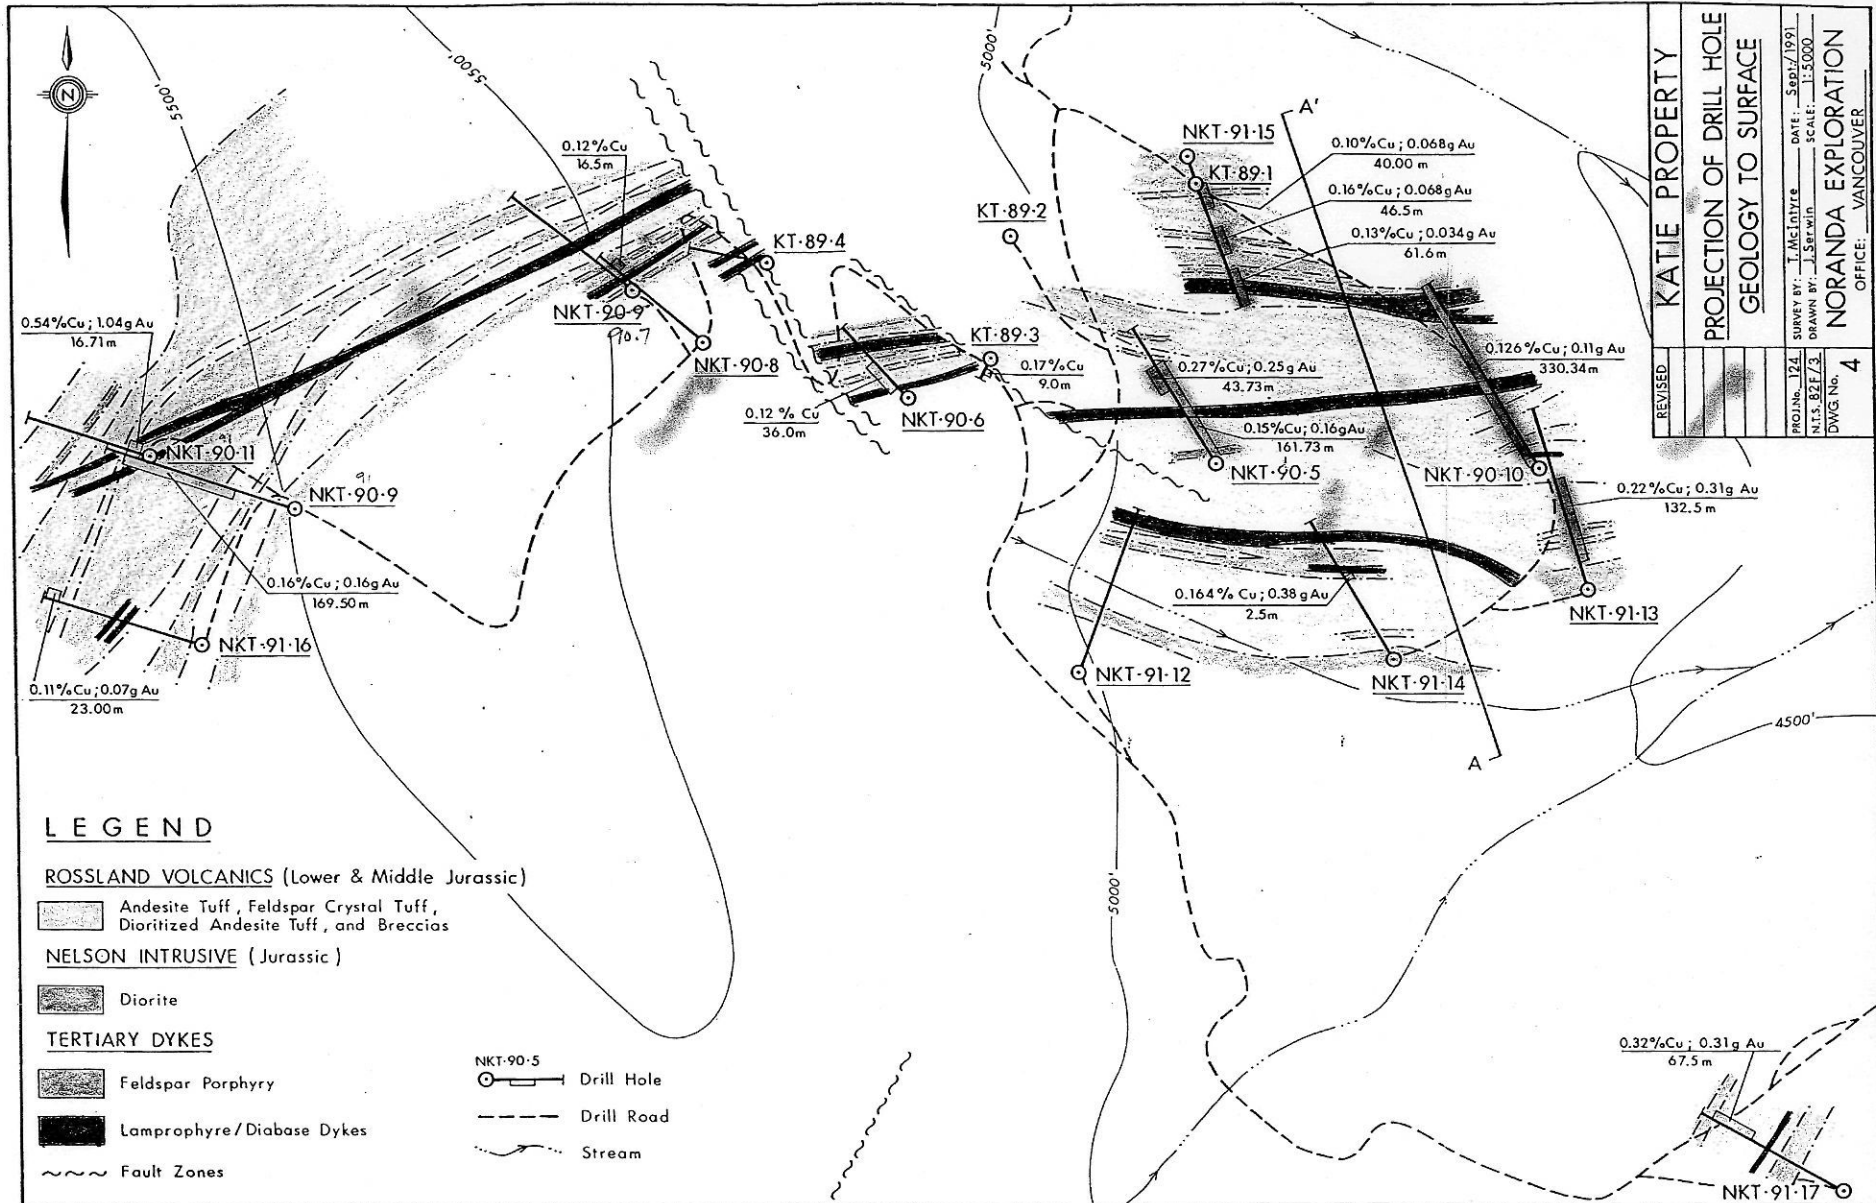 5500'
5500'
5000'
N
0.12%Cu
16.5m
A'
NKT·91·15
0.10%Cu ; 0.068g Au
40.00 m
KT·89·1
0.16%Cu ; 0.068gAu
46.5m
KT·89·2
0.13%Cu ; 0.034g Au
61.6m
KT·89·4
0.54%Cu ; 1.04g Au
16.71m
NKT·90·9
90.7
NKT·90·8
KT·89·3
0.17%Cu
9.0m
0.27%Cu ; 0.25g Au
43.73m
0.126%Cu ; 0.11g Au
330.34m
0.12 % Cu
36.0m
NKT·90·6
0.15%Cu ; 0.16gAu
161.73m
91
NKT·90·11
NKT·90·5
NKT·90·10
91
NKT·90·9
0.22%Cu ; 0.31g Au
132.5 m
0.16%Cu ; 0.16g Au
169.50m
0.164% Cu ; 0.38gAu
2.5m
NKT·91·13
NKT·91·16
NKT·91·12
NKT·91·14
0.11%Cu ; 0.07g Au
23.00m
4500'
A
5000'
LEGEND
ROSSLAND VOLCANICS (Lower & Middle Jurassic)
Andesite Tuff , Feldspar Crystal Tuff ,
Dioritized Andesite Tuff , and Breccias
NELSON INTRUSIVE ( Jurassic )
Diorite
TERTIARY DYKES
Feldspar Porphyry
Lamprophyre/Diabase Dykes
Fault Zones
NKT·90·5
Drill Hole
Drill Road
Stream
0.32%Cu ; 0.31g Au
67.5m
NKT·91·17
KATIE PROPERTY
PROJECTION OF DRILL HOLE
GEOLOGY TO SURFACE
REVISED
PROJ.No. 124
SURVEY BY: T. McIntyre
DATE: Sept./1991
N.T.S. 82F/3
DRAWN BY: J. Serwin
SCALE: 1:5000
DWG. No.
4
NORANDA EXPLORATION
OFFICE: VANCOUVER